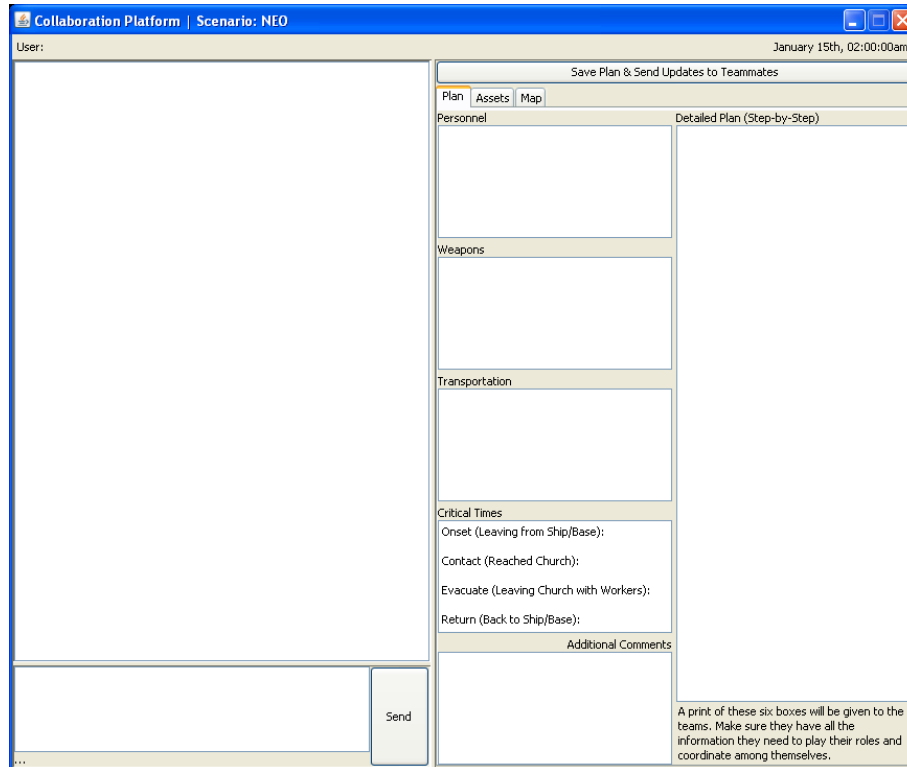 Collaboration Platform | Scenario: NEO
User:
January 15th, 02:00:00am
Save Plan & Send Updates to Teammates
Plan
Assets
Map
Personnel
Detailed Plan (Step-by-Step)
Weapons
Transportation
Critical Times
Onset (Leaving from Ship/Base):
Contact (Reached Church):
Evacuate (Leaving Church with Workers):
Return (Back to Ship/Base):
Additional Comments
Send
...
A print of these six boxes will be given to the
teams. Make sure they have all the
information they need to play their roles and
coordinate among themselves.